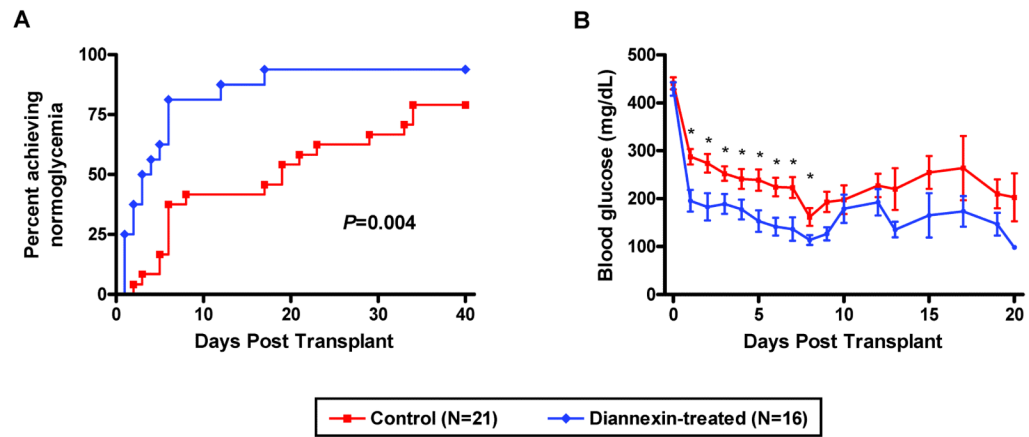 A
Percent achieving
normoglycemia
100
75
50
25
0
P=0.004
0 10 20 30 40
Days Post Transplant
B
Blood glucose (mg/dL)
500
400
300
200
100
0
* * * * * * * *
0 5 10 15 20
Days Post Transplant
Control (N=21) Diannexin-treated (N=16)